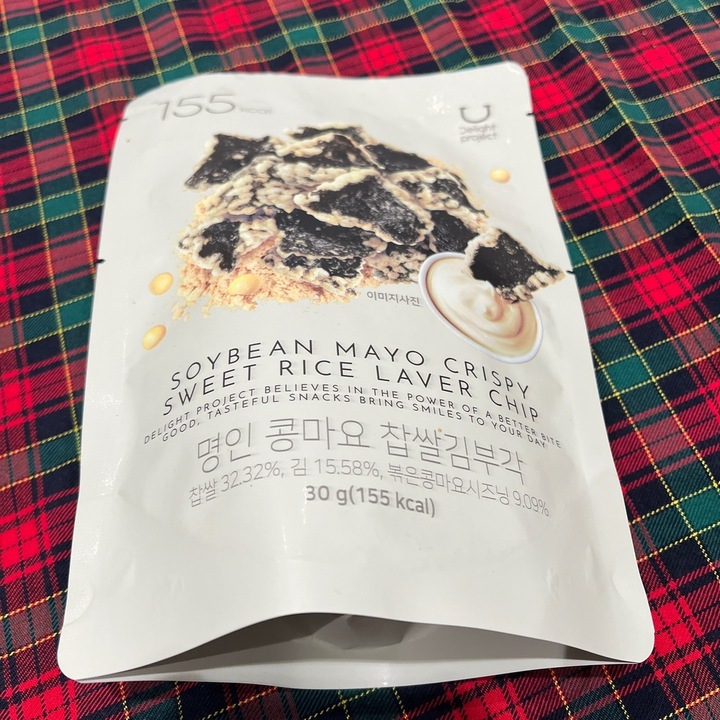 155 kcal
Delight
project
이미지사진
SOYBEAN MAYO CRISPY
SWEET RICE LAVER CHIP
DELIGHT PROJECT BELIEVES IN THE POWER OF A BETTER BITE
GOOD, TASTEFUL SNACKS BRING SMILES TO YOUR DAY
명인 콩마요 찹쌀김부각
찹쌀 32.32%, 김 15.58%, 볶은콩마요시즈닝 9.09%
30 g(155 kcal)